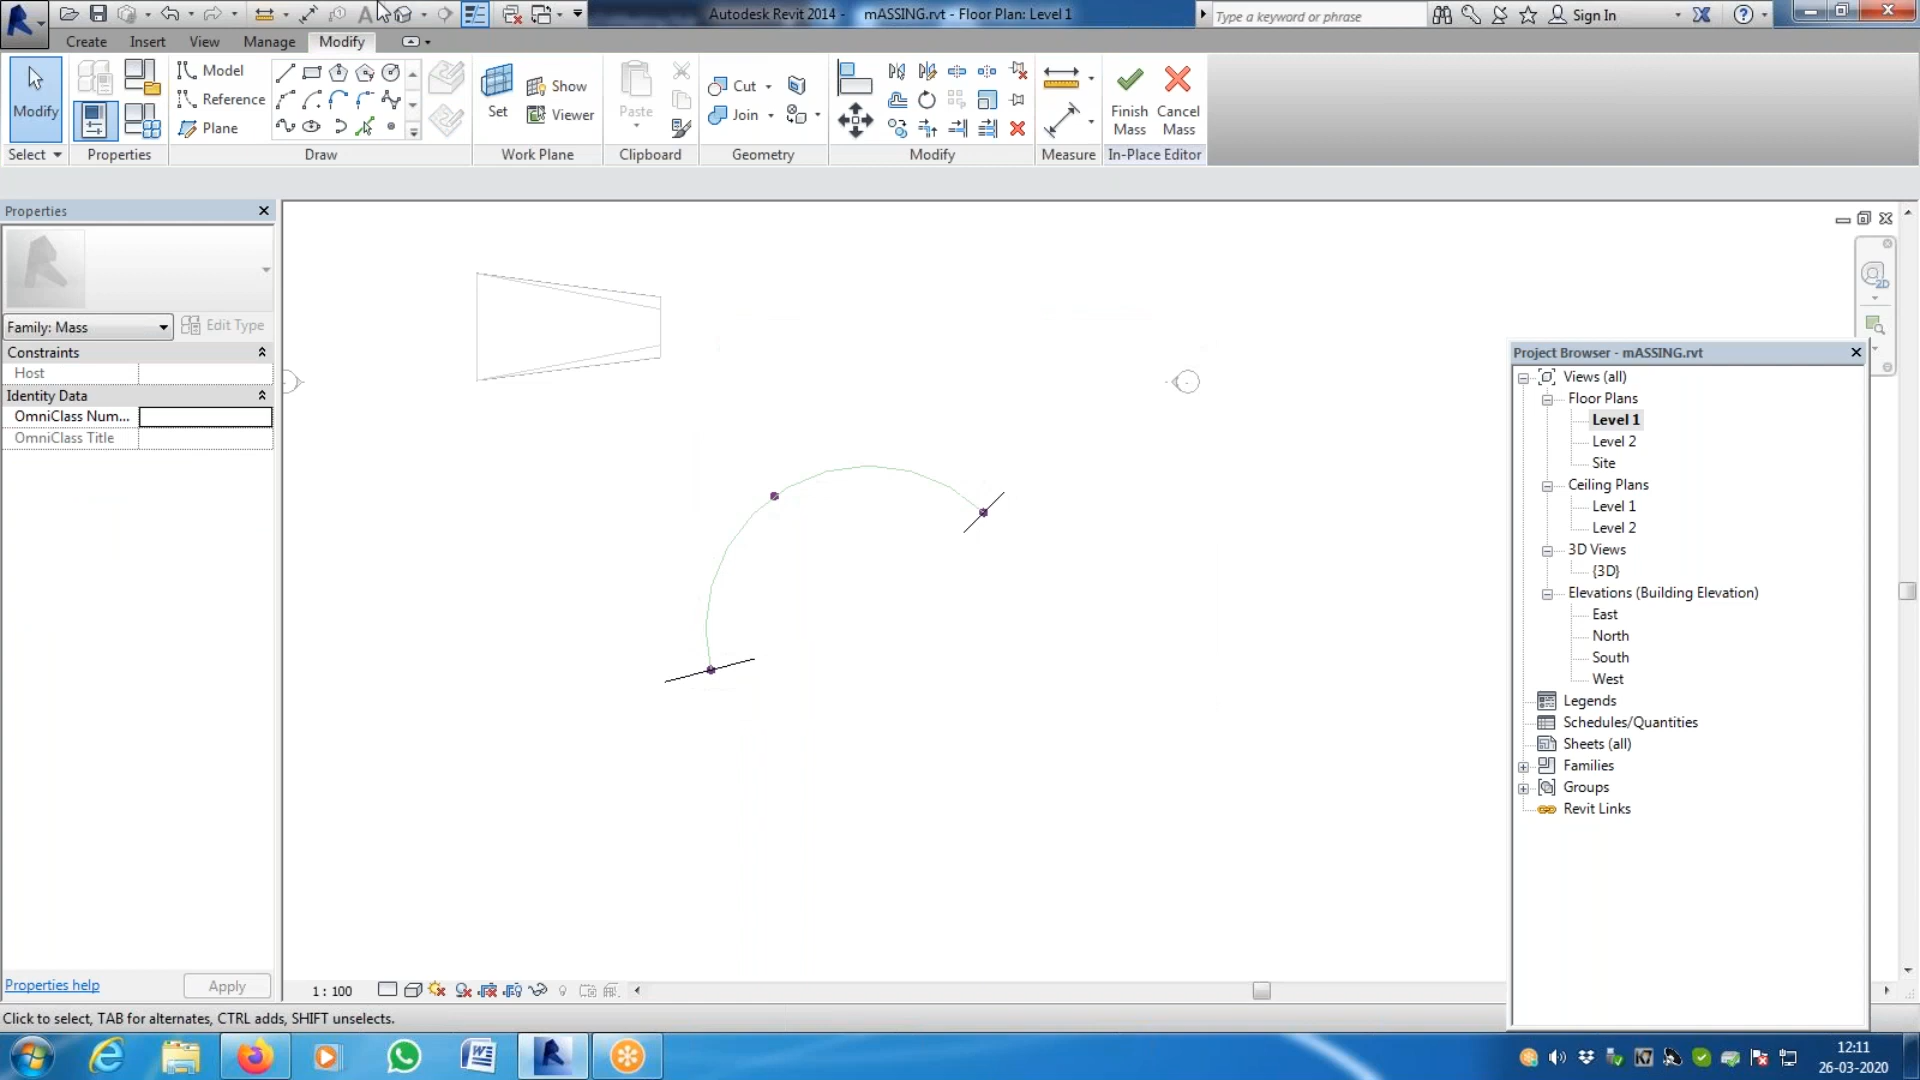 Autodesk Revit 2014 - mASSING.rvt - Floor Plan: Level 1
Type a keyword or phrase
Sign In
Create Insert View Manage Modify
Modify
Model
Reference
Plane
Set
Show
Viewer
Paste
Cut
Join
Finish Mass
Cancel Mass
Select Properties Draw Work Plane Clipboard Geometry Modify Measure In-Place Editor
Properties
Family: Mass
Edit Type
Constraints
Host
Identity Data
OmniClass Num...
OmniClass Title
Properties help
Apply
2D
Project Browser - mASSING.rvt
Views (all)
Floor Plans
Level 1
Level 2
Site
Ceiling Plans
Level 1
Level 2
3D Views
{3D}
Elevations (Building Elevation)
East
North
South
West
Legends
Schedules/Quantities
Sheets (all)
Families
Groups
Revit Links
1 : 100
Click to select, TAB for alternates, CTRL adds, SHIFT unselects.
12:11
26-03-2020